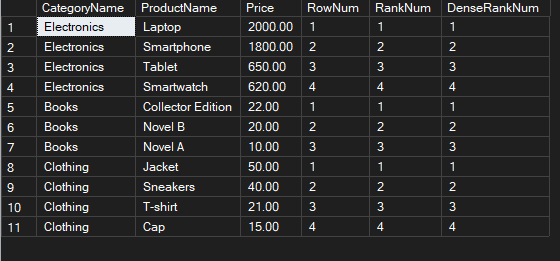 CategoryName ProductName Price RowNum RankNum DenseRankNum
1 Electronics Laptop 2000.00 1 1 1
2 Electronics Smartphone 1800.00 2 2 2
3 Electronics Tablet 650.00 3 3 3
4 Electronics Smartwatch 620.00 4 4 4
5 Books Collector Edition 22.00 1 1 1
6 Books Novel B 20.00 2 2 2
7 Books Novel A 10.00 3 3 3
8 Clothing Jacket 50.00 1 1 1
9 Clothing Sneakers 40.00 2 2 2
10 Clothing T-shirt 21.00 3 3 3
11 Clothing Cap 15.00 4 4 4